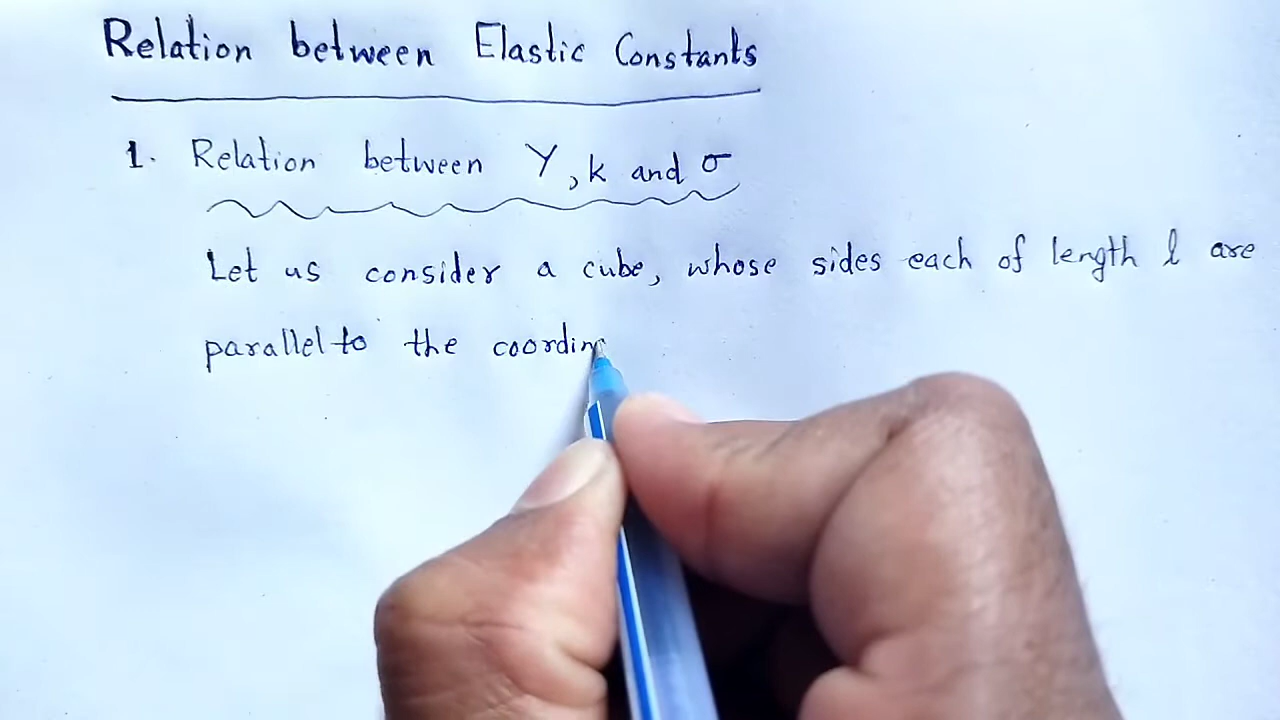 Relation between Elastic Constants
1. Relation between Y, k and σ
Let us consider a cube, whose sides each of length l are
parallel to the coordin